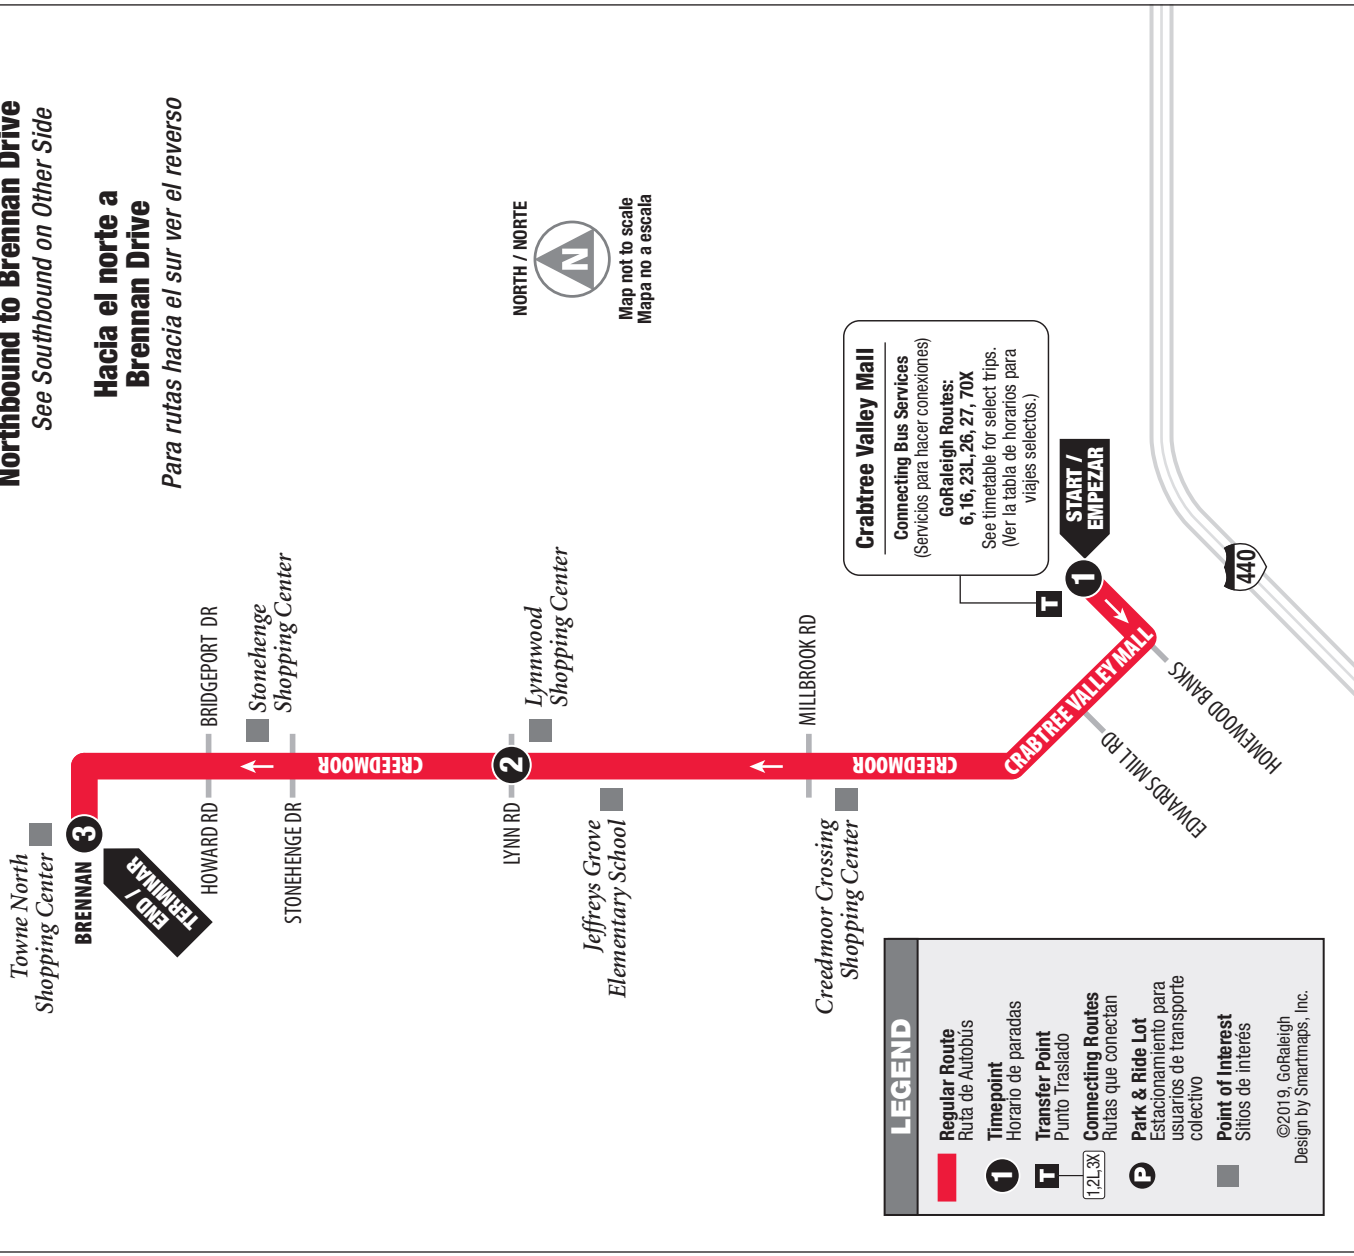 Northbound to Brennan Drive
See Southbound on Other Side
Hacia el norte a
Brennan Drive
Para rutas hacia el sur ver el reverso
NORTH / NORTE
N
Map not to scale
Mapa no a escala
Towne North
Shopping Center
BRENNAN
3
END /
TERMINAR
HOWARD RD
BRIDGEPORT DR
Stonehenge
Shopping Center
STONEHENGE DR
CREEDMOOR
LYNN RD
2
Lynnwood
Shopping Center
Jeffreys Grove
Elementary School
MILLBROOK RD
Creedmoor Crossing
Shopping Center
CREEDMOOR
CRABTREE VALLEY MALL
EDWARDS MILL RD
HOMEWOOD BANKS
T
1
START /
EMPEZAR
Crabtree Valley Mall
Connecting Bus Services
(Servicios para hacer conexiones)
GoRaleigh Routes:
6, 16, 23L, 26, 27, 70X
See timetable for select trips.
(Ver la tabla de horarios para
viajes selectos.)
440
LEGEND
Regular Route
Ruta de Autobús
1
Timepoint
Horario de paradas
T
Transfer Point
Punto Traslado
1,2L,3X
Connecting Routes
Rutas que conectan
P
Park & Ride Lot
Estacionamiento para
usuarios de transporte
colectivo
Point of Interest
Sitios de interés
©2019, GoRaleigh
Design by Smartmaps, Inc.